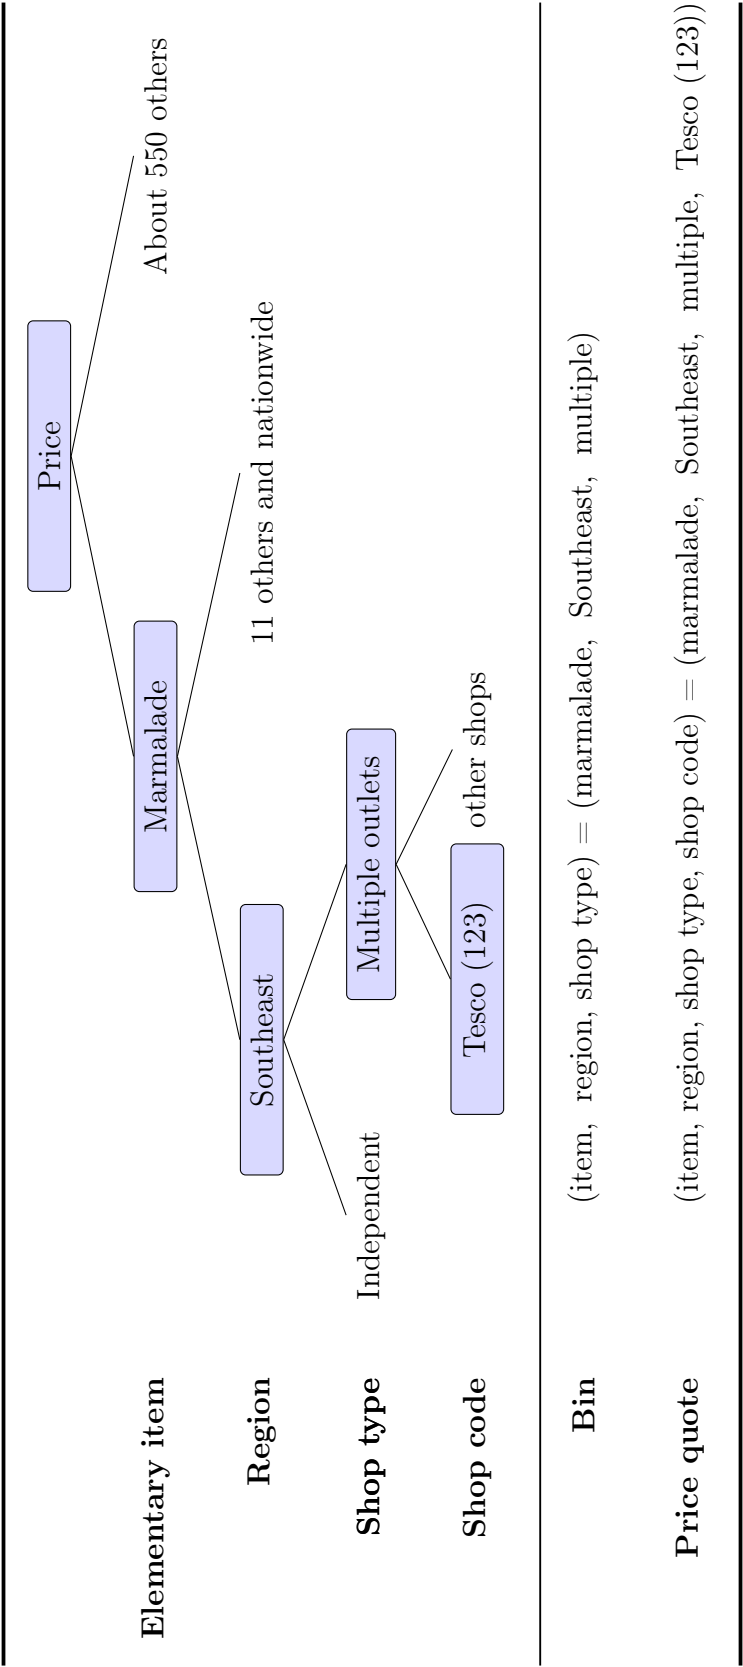 Price
Elementary item Marmalade About 550 others
Region Southeast 11 others and nationwide
Shop type Independent Multiple outlets
Shop code Tesco (123) other shops
Bin (item, region, shop type) = (marmalade, Southeast, multiple)
Price quote (item, region, shop type, shop code) = (marmalade, Southeast, multiple, Tesco (123))